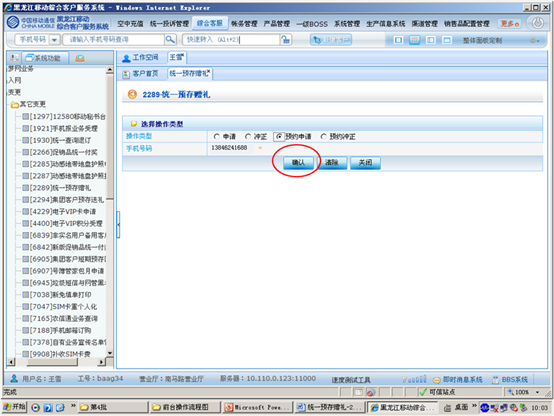 黑龙江移动综合客户服务系统 - Windows Internet Explorer
中国移动通信
CHINA MOBILE
黑龙江移动
综合客户服务系统
空中充值 统一投诉管理 综合客服 账务管理 产品管理 一级BOSS 系统管理 生产信息系统 渠道管理 销售品配置管理 更多
手机号码 请输入手机号码查询 快速转入 (Alt+Z) 整体面板定制
系统功能
工作空间 王雪
客户首页 统一预存赠礼
梦网业务
入网
变更
其它变更
[1297]12580移动秘书台
[1921]手机报业务受理
[1930]统一查询退订
[2266]促销品统一付奖
[2285]动感地带地盘护照
[2287]动感地带地盘护照
[2289]统一预存赠礼
[2294]集团客户预存送礼
[4229]电子VIP卡申请
[4400]电子VIP积分受理
[6839]非实名用户备用客
[6842]新版促销品统一付
[6905]集团客户短期预存
[6907]号簿管家包月申请
[6945]垃圾短信与网管黑
[7038]新免填单打印
[7047]SIM卡置个人化
[7165]农信通业务查询
[7188]手机邮箱订购
[7378]自有业务宣传名单
[9908]补收SIM卡费
2289·统一预存赠礼
选择操作类型
操作类型 申请 冲正 预约申请 预约冲正
手机号码 13846241688 *
确认 清除 关闭
用户名：王雪 工号：baag34 营业厅：岗马路营业厅 服务器：10.110.0.123:11000 速度测试工具 即时消息系统 BBS系统
完成 可信站点 100%
开始 第4批 前台操作流程图 Microsoft Powe... 统一预存赠礼-2... 黑龙江移动综合... 桌面 10:03